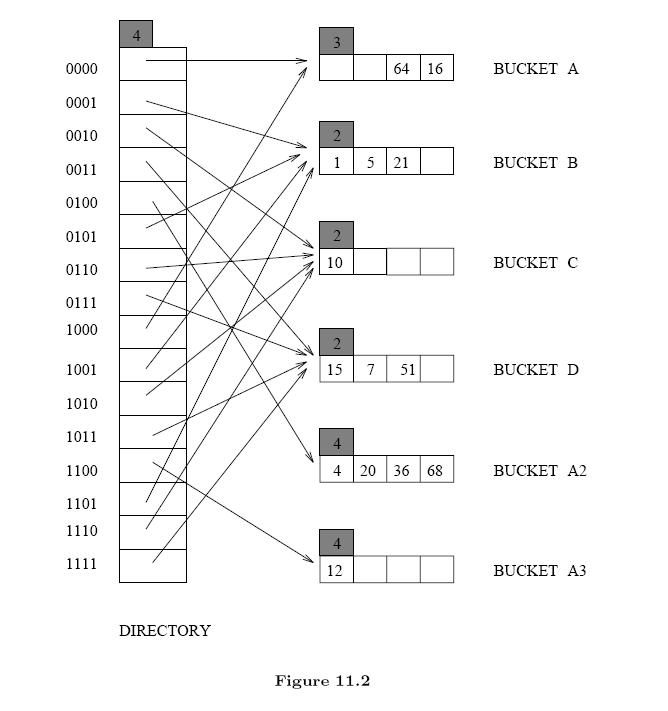 4
3
0000
64 16 BUCKET A
0001
2
0010
1 5 21 BUCKET B
0011
0100
2
0101
10 BUCKET C
0110
0111
1000
2
1001
15 7 51 BUCKET D
1010
1011
4
1100
4 20 36 68 BUCKET A2
1101
1110
4
1111
12 BUCKET A3
DIRECTORY
Figure 11.2